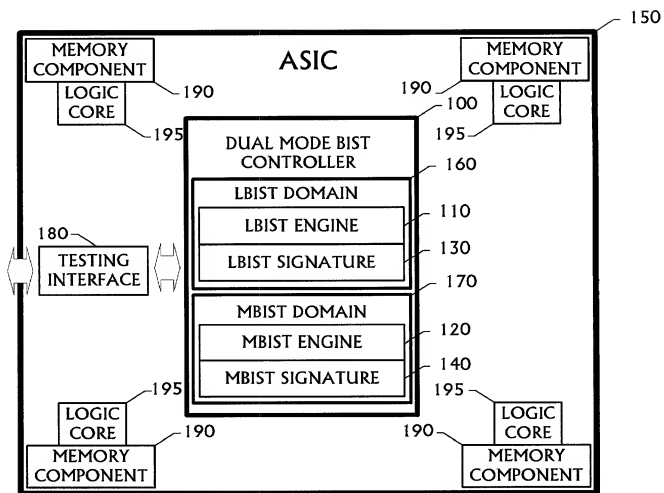 150
MEMORY
COMPONENT
190
LOGIC
CORE
195
ASIC
MEMORY
COMPONENT
190
LOGIC
CORE
195
100
DUAL MODE BIST
CONTROLLER
160
LBIST DOMAIN
LBIST ENGINE
110
LBIST SIGNATURE
130
180
TESTING
INTERFACE
170
MBIST DOMAIN
MBIST ENGINE
120
MBIST SIGNATURE
140
195
LOGIC
CORE
190
MEMORY
COMPONENT
195
LOGIC
CORE
190
MEMORY
COMPONENT